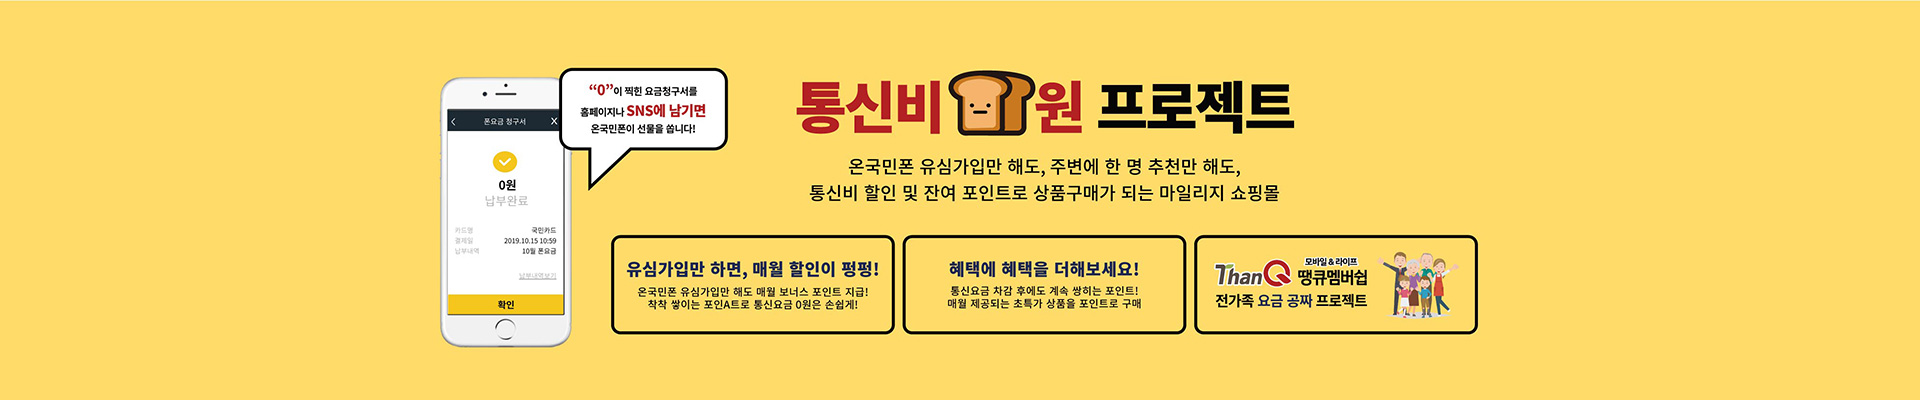 폰요금 청구서 X
0원
납부완료
카드명 국민카드
결제일 2019.10.15 10:59
납부내역 10월 폰요금
납부내역보기
확인
“0”이 찍힌 요금청구서를
홈페이지나 SNS에 남기면
온국민폰이 선물을 쏩니다!
통신비 원 프로젝트
온국민폰 유심가입만 해도, 주변에 한 명 추천만 해도,
통신비 할인 및 잔여 포인트로 상품구매가 되는 마일리지 쇼핑몰
유심가입만 하면, 매월 할인이 펑펑!
온국민폰 유심가입만 해도 매월 보너스 포인트 지급!
착착 쌓이는 포인A트로 통신요금 0원은 손쉽게!
혜택에 혜택을 더해보세요!
통신요금 차감 후에도 계속 쌓히는 포인트!
매월 제공되는 초특가 상품을 포인트로 구매
ThanQ 모바일 & 라이프
땡큐멤버쉽
전가족 요금 공짜 프로젝트